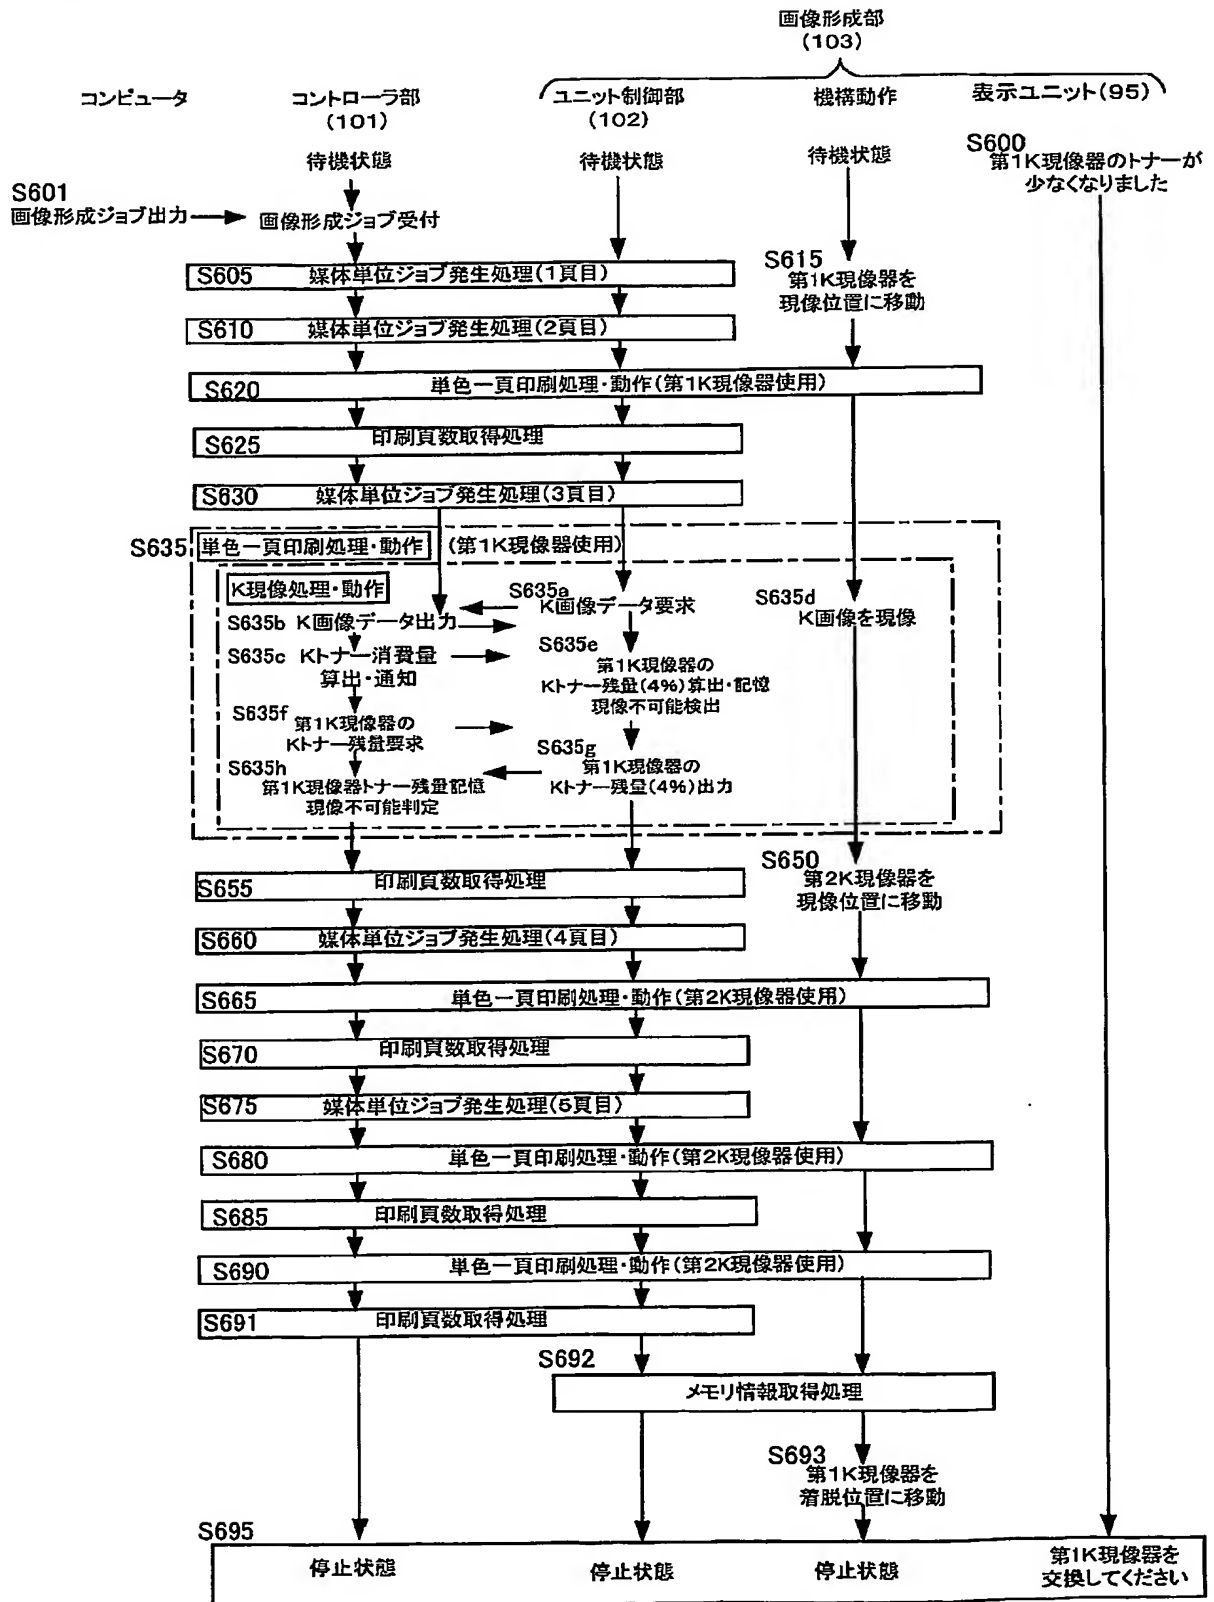 画像形成部
(103)
コンピュータ
コントローラ部
(101)
ユニット制御部
(102)
機構動作
表示ユニット(95)
待機状態
待機状態
待機状態
S600
第1K現像器のトナーが
少なくなりました
S601
画像形成ジョブ出力
画像形成ジョブ受付
S605 媒体単位ジョブ発生処理(1頁目)
S615
第1K現像器を
現像位置に移動
S610 媒体単位ジョブ発生処理(2頁目)
S620 単色一頁印刷処理・動作(第1K現像器使用)
S625 印刷頁数取得処理
S630 媒体単位ジョブ発生処理(3頁目)
S635 単色一頁印刷処理・動作 (第1K現像器使用)
K現像処理・動作
S635a
K画像データ要求
S635b K画像データ出力
S635d
K画像を現像
S635c Kトナー消費量
算出・通知
S635e
第1K現像器の
Kトナー残量(4%)算出・記憶
現像不可能検出
S635f
第1K現像器の
Kトナー残量要求
S635g
第1K現像器の
Kトナー残量(4%)出力
S635h
第1K現像器トナー残量記憶
現像不可能判定
S650
第2K現像器を
現像位置に移動
S655 印刷頁数取得処理
S660 媒体単位ジョブ発生処理(4頁目)
S665 単色一頁印刷処理・動作(第2K現像器使用)
S670 印刷頁数取得処理
S675 媒体単位ジョブ発生処理(5頁目)
S680 単色一頁印刷処理・動作(第2K現像器使用)
S685 印刷頁数取得処理
S690 単色一頁印刷処理・動作(第2K現像器使用)
S691 印刷頁数取得処理
S692
メモリ情報取得処理
S693
第1K現像器を
着脱位置に移動
S695
停止状態
停止状態
停止状態
第1K現像器を
交換してください